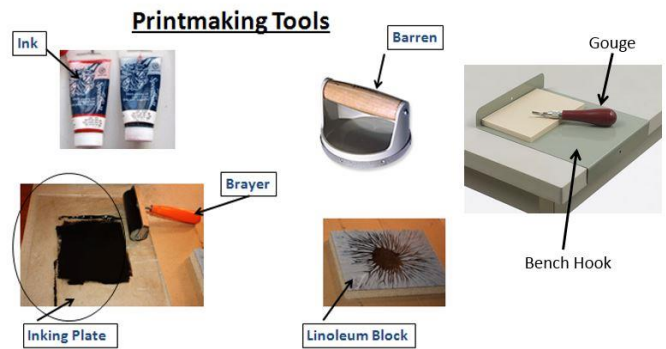 Printmaking Tools
Ink
Barren
Gouge
Brayer
Bench Hook
Inking Plate
Linoleum Block